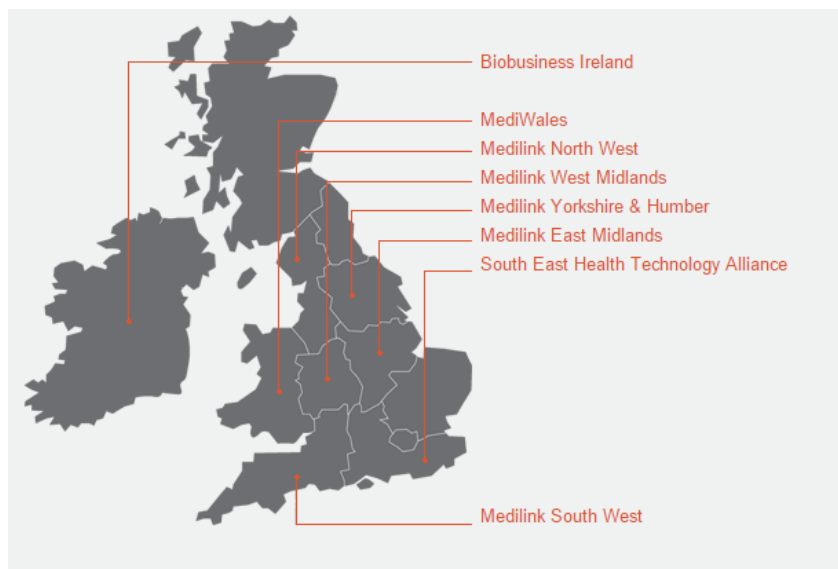 Biobusiness Ireland
MediWales
Medilink North West
Medilink West Midlands
Medilink Yorkshire & Humber
Medilink East Midlands
South East Health Technology Alliance
Medilink South West